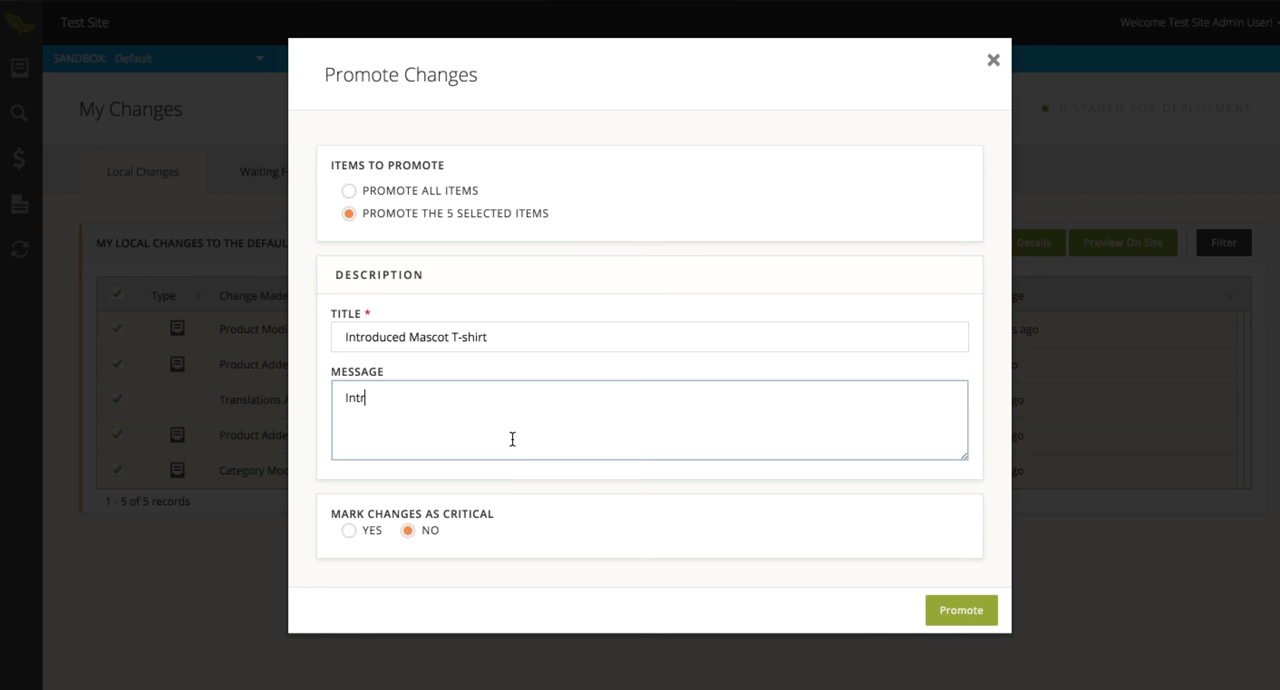 Test Site
Welcome Test Site Admin User!
SANDBOX: Default
My Changes
0 STAGED FOR DEPLOYMENT
Local Changes
Waiting F
MY LOCAL CHANGES TO THE DEFAUL
Details
Preview On Site
Filter
Type
Change Made
ge
Product Modi
s ago
Product Adde
o
Translations A
go
Product Adde
ago
Category Mod
ago
1 - 5 of 5 records
Promote Changes
ITEMS TO PROMOTE
PROMOTE ALL ITEMS
PROMOTE THE 5 SELECTED ITEMS
DESCRIPTION
TITLE *
Introduced Mascot T-shirt
MESSAGE
Intr
MARK CHANGES AS CRITICAL
YES NO
Promote